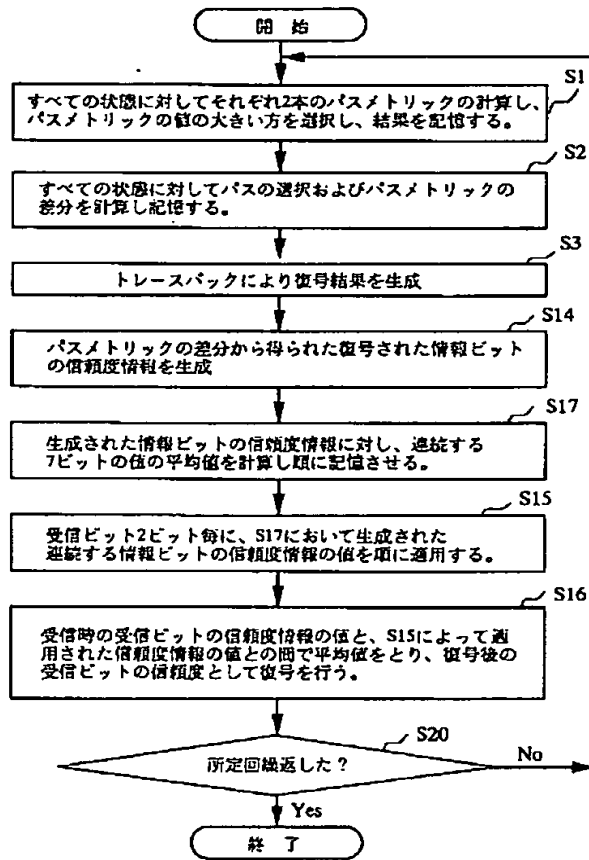 開始
S1
すべての状態に対してそれぞれ2本のパスメトリックの計算し、
パスメトリックの値の大きい方を選択し、結果を記憶する。
S2
すべての状態に対してパスの選択およびパスメトリックの
差分を計算し記憶する。
S3
トレースバックにより復号結果を生成
S14
パスメトリックの差分から得られた復号された情報ビット
の信頼度情報を生成
S17
生成された情報ビットの信頼度情報に対し、連続する
7ビットの値の平均値を計算し順に記憶させる。
S15
受信ビット2ビット毎に、S17において生成された
連続する情報ビットの信頼度情報の値を項に適用する。
S16
受信時の受信ビットの信頼度情報の値と、S15によって適
用された信頼度情報の値との間で平均値をとり、復号後の
受信ビットの信頼度として復号を行う。
S20
所定回繰返した?
No
Yes
終了